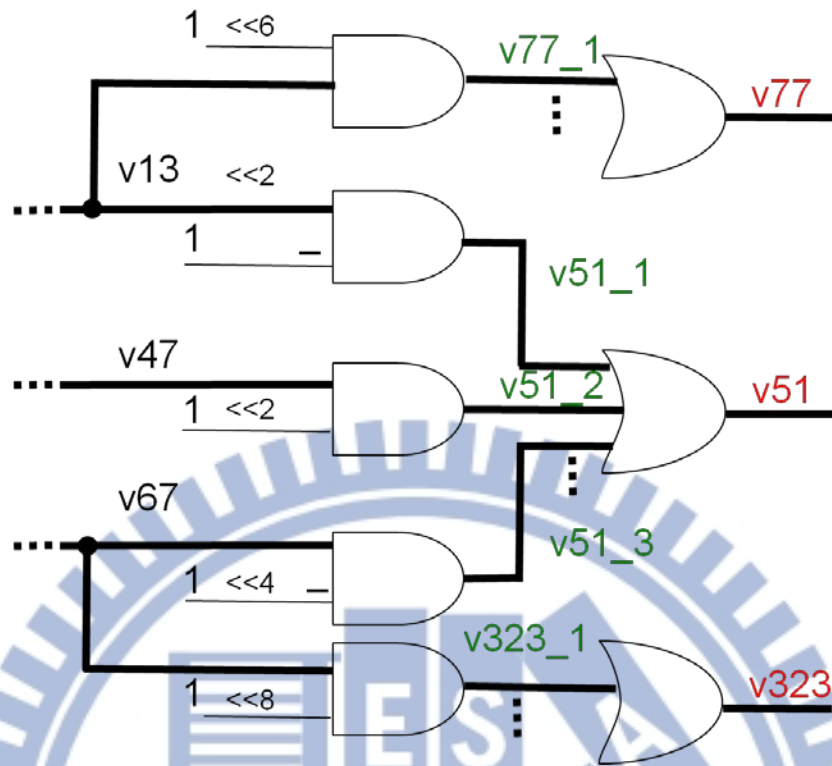 1 <<6
v77_1
v77
v13 <<2
1 –
v51_1
v47
v51_2
v51
1 <<2
v67
v51_3
1 <<4 –
v323_1
v323
1 <<8
E S A